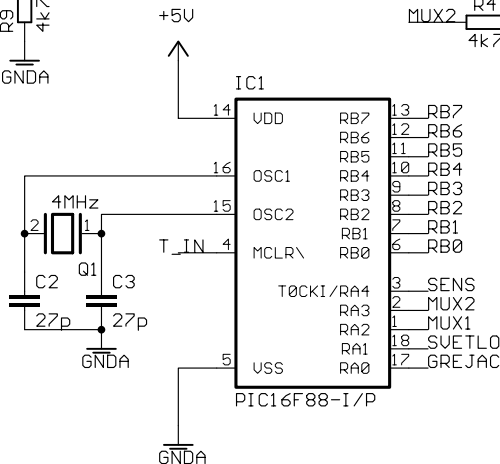 R9
4k7
GNDA
+5V
MUX2
R4
4k7
IC1
14
VDD
RB7
13
RB7
RB6
12
RB6
RB5
11
RB5
16
OSC1
RB4
10
RB4
RB3
9
RB3
4MHz
15
OSC2
RB2
8
RB2
2
1
RB1
7
RB1
T_IN
4
MCLR\
RB0
6
RB0
Q1
C2
C3
T0CKI/RA4
3
SENS
RA3
2
MUX2
27p
27p
RA2
1
MUX1
RA1
18
SVETLO
GNDA
5
VSS
RA0
17
GREJAC
PIC16F88-I/P
GNDA